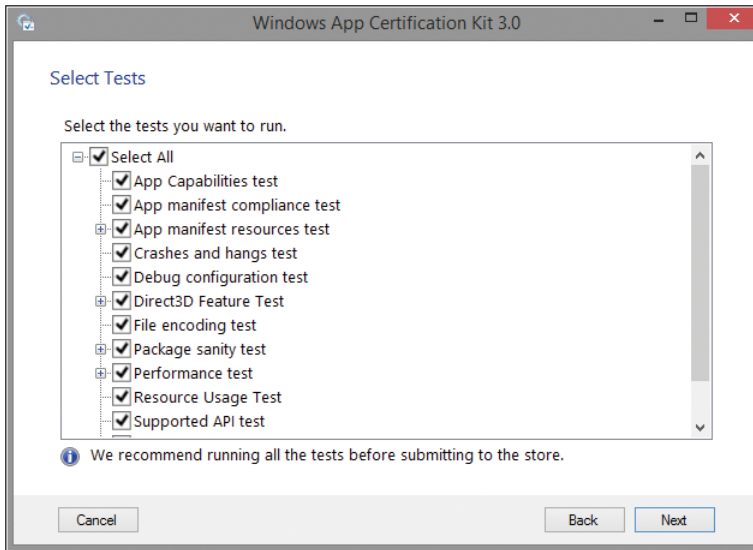 Windows App Certification Kit 3.0
Select Tests
Select the tests you want to run.
Select All
App Capabilities test
App manifest compliance test
App manifest resources test
Crashes and hangs test
Debug configuration test
Direct3D Feature Test
File encoding test
Package sanity test
Performance test
Resource Usage Test
Supported API test
We recommend running all the tests before submitting to the store.
Cancel
Back
Next